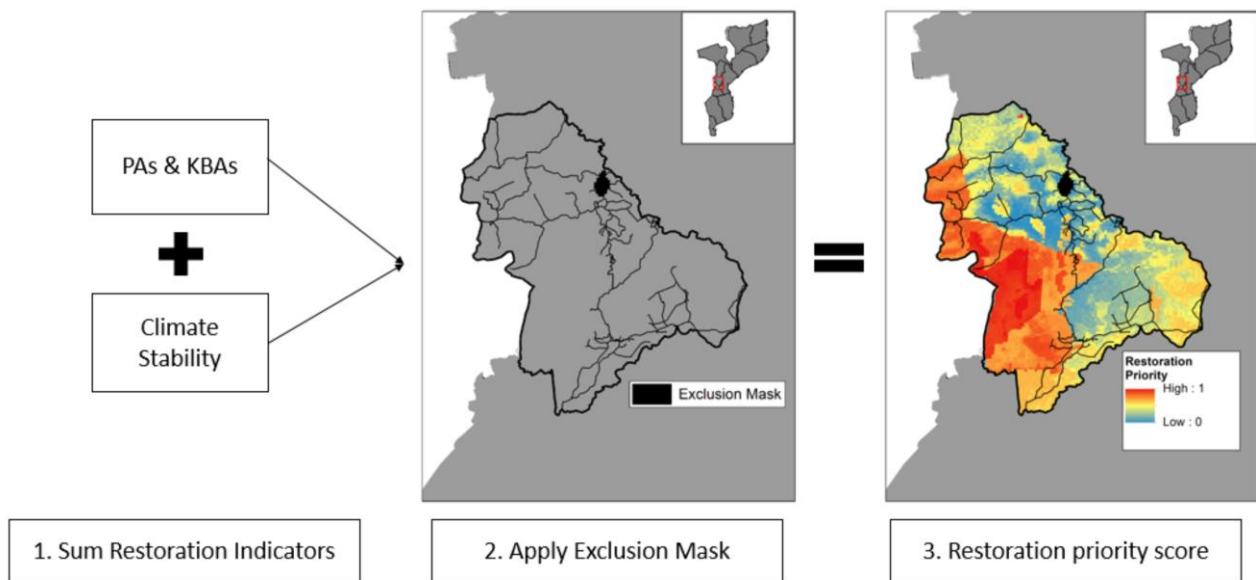 PAs & KBAs
Climate
Stability
Exclusion Mask
Restoration
Priority
High : 1
Low : 0
1. Sum Restoration Indicators
2. Apply Exclusion Mask
3. Restoration priority score